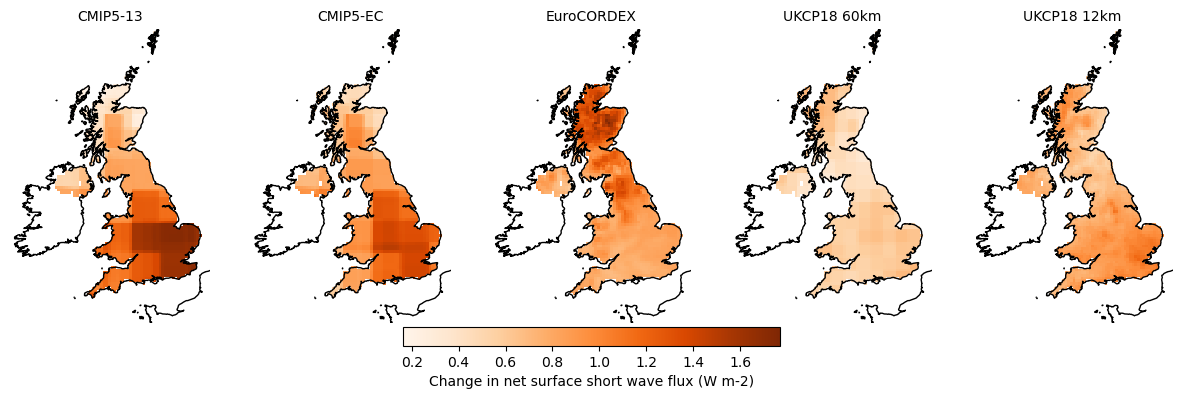 CMIP5-13
CMIP5-EC
EuroCORDEX
UKCP18 60km
UKCP18 12km
0.2 0.4 0.6 0.8 1.0 1.2 1.4 1.6
Change in net surface short wave flux (W m-2)